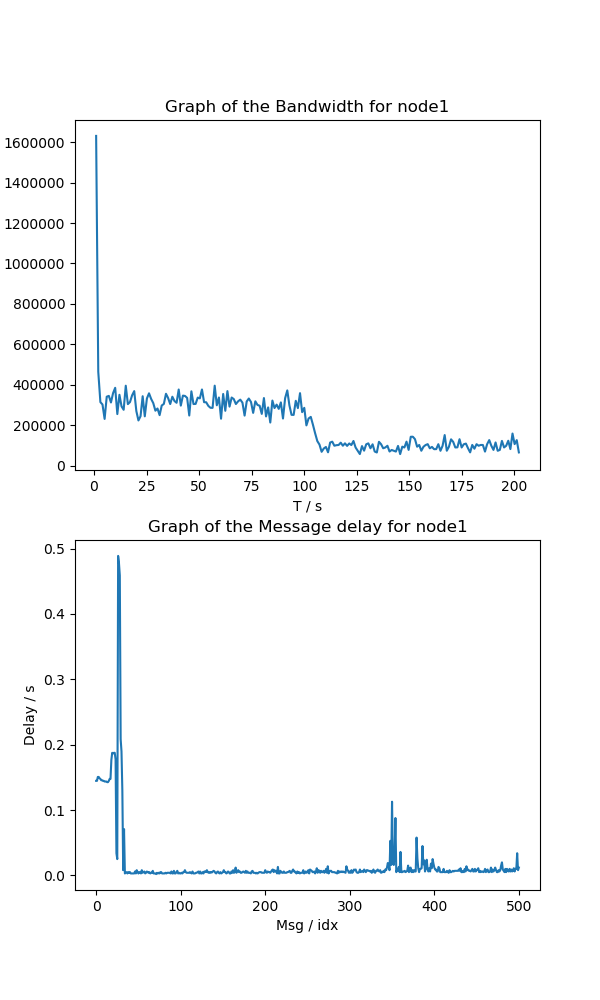 Graph of the Bandwidth for node1
1600000
1400000
1200000
1000000
800000
600000
400000
200000
0
0 25 50 75 100 125 150 175 200
T / s
Graph of the Message delay for node1
0.5
0.4
0.3
0.2
0.1
0.0
Delay / s
0 100 200 300 400 500
Msg / idx